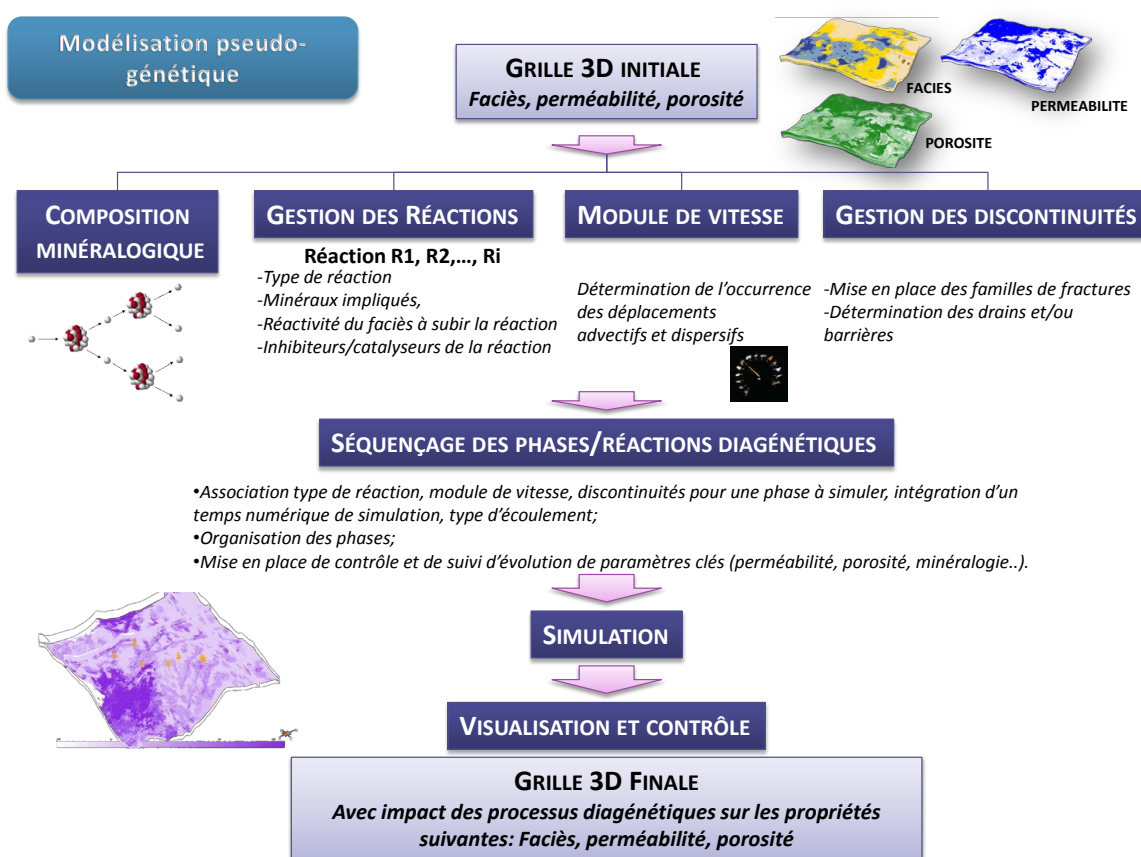 Modélisation pseudo-
génétique
GRILLE 3D INITIALE
Faciès, perméabilité, porosité
FACIES
PERMEABILITE
POROSITE
COMPOSITION
MINÉRALOGIQUE
GESTION DES RÉACTIONS
Réaction R1, R2,..., Ri
-Type de réaction
-Minéraux impliqués,
-Réactivité du faciès à subir la réaction
-Inhibiteurs/catalyseurs de la réaction
MODULE DE VITESSE
Détermination de l'occurrence
des déplacements
advectifs et dispersifs
GESTION DES DISCONTINUITÉS
-Mise en place des familles de fractures
-Détermination des drains et/ou
barrières
SÉQUENÇAGE DES PHASES/RÉACTIONS DIAGÉNÉTIQUES
•Association type de réaction, module de vitesse, discontinuités pour une phase à simuler, intégration d'un
temps numérique de simulation, type d'écoulement;
•Organisation des phases;
•Mise en place de contrôle et de suivi d'évolution de paramètres clés (perméabilité, porosité, minéralogie..).
SIMULATION
VISUALISATION ET CONTRÔLE
GRILLE 3D FINALE
Avec impact des processus diagénétiques sur les propriétés
suivantes: Faciès, perméabilité, porosité